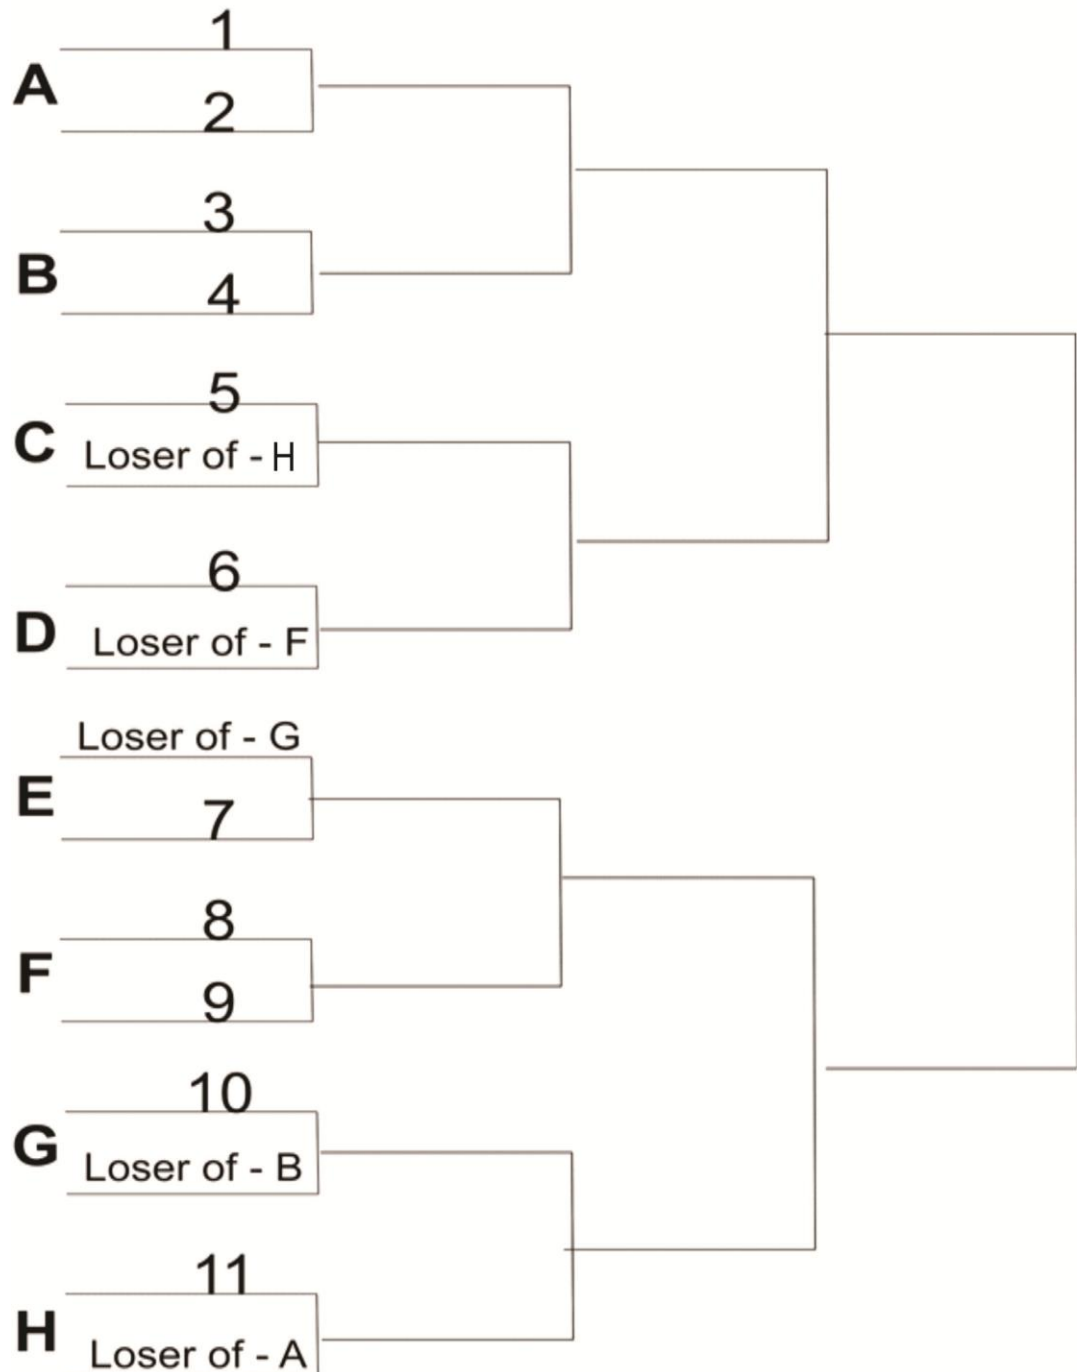 1
A
2
3
B
4
5
C
Loser of - H
6
D
Loser of - F
Loser of - G
E
7
8
F
9
10
G
Loser of - B
11
H
Loser of - A